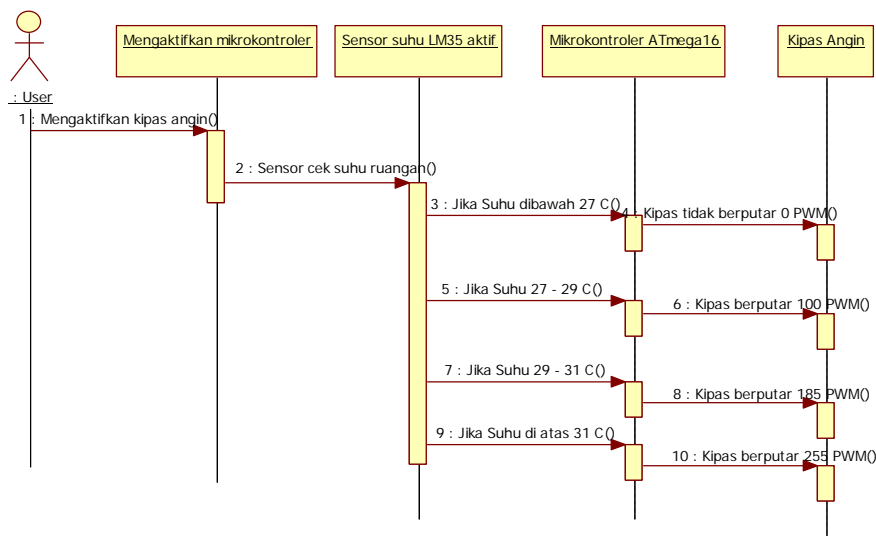 Mengaktifkan mikrokontroler
Sensor suhu LM35 aktif
Mikrokontroler ATmega16
Kipas Angin
: User
1 : Mengaktifkan kipas angin()
2 : Sensor cek suhu ruangan()
3 : Jika Suhu dibawah 27 C()
4 : Kipas tidak berputar 0 PWM()
5 : Jika Suhu 27 - 29 C()
6 : Kipas berputar 100 PWM()
7 : Jika Suhu 29 - 31 C()
8 : Kipas berputar 185 PWM()
9 : Jika Suhu di atas 31 C()
10 : Kipas berputar 255 PWM()